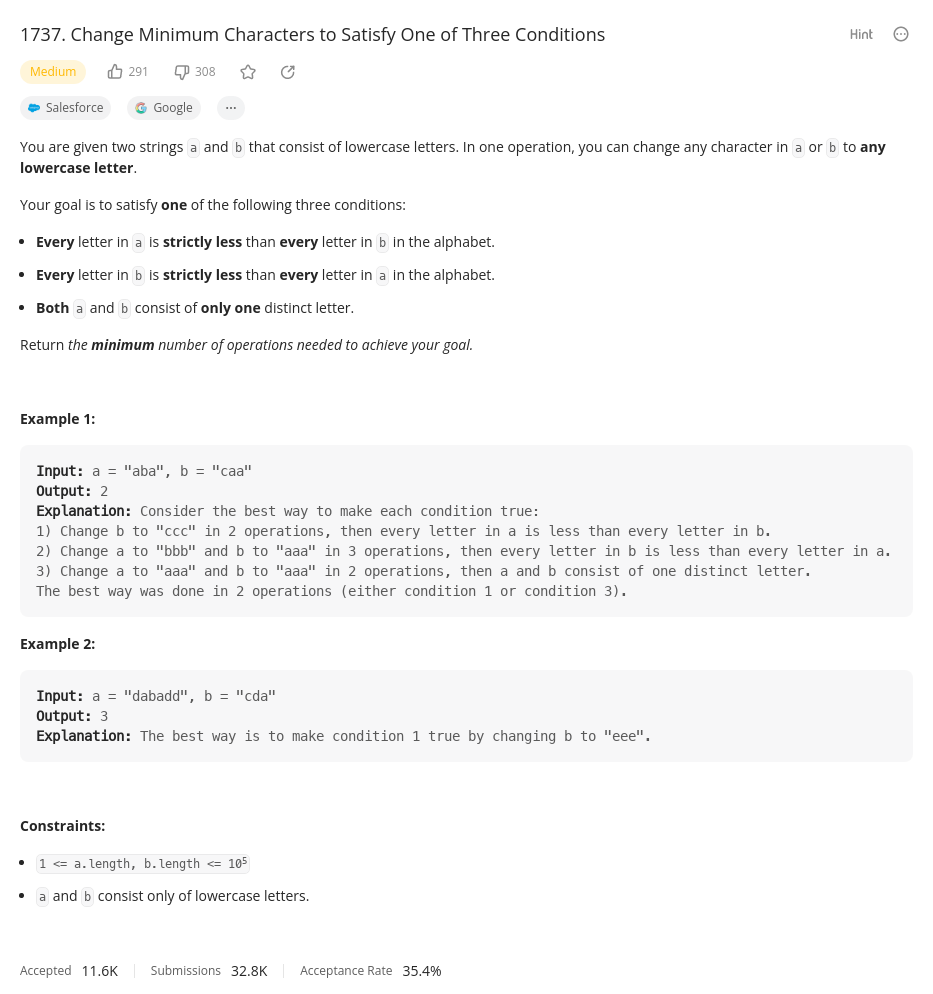 1737. Change Minimum Characters to Satisfy One of Three Conditions
Hint
Medium 291 308
Salesforce Google ...
You are given two strings a and b that consist of lowercase letters. In one operation, you can change any character in a or b to any
lowercase letter.
Your goal is to satisfy one of the following three conditions:
• Every letter in a is strictly less than every letter in b in the alphabet.
• Every letter in b is strictly less than every letter in a in the alphabet.
• Both a and b consist of only one distinct letter.
Return the minimum number of operations needed to achieve your goal.
Example 1:
Input: a = "aba", b = "caa"
Output: 2
Explanation: Consider the best way to make each condition true:
1) Change b to "ccc" in 2 operations, then every letter in a is less than every letter in b.
2) Change a to "bbb" and b to "aaa" in 3 operations, then every letter in b is less than every letter in a.
3) Change a to "aaa" and b to "aaa" in 2 operations, then a and b consist of one distinct letter.
The best way was done in 2 operations (either condition 1 or condition 3).
Example 2:
Input: a = "dabadd", b = "cda"
Output: 3
Explanation: The best way is to make condition 1 true by changing b to "eee".
Constraints:
• 1 <= a.length, b.length <= 10⁵
• a and b consist only of lowercase letters.
Accepted 11.6K Submissions 32.8K Acceptance Rate 35.4%